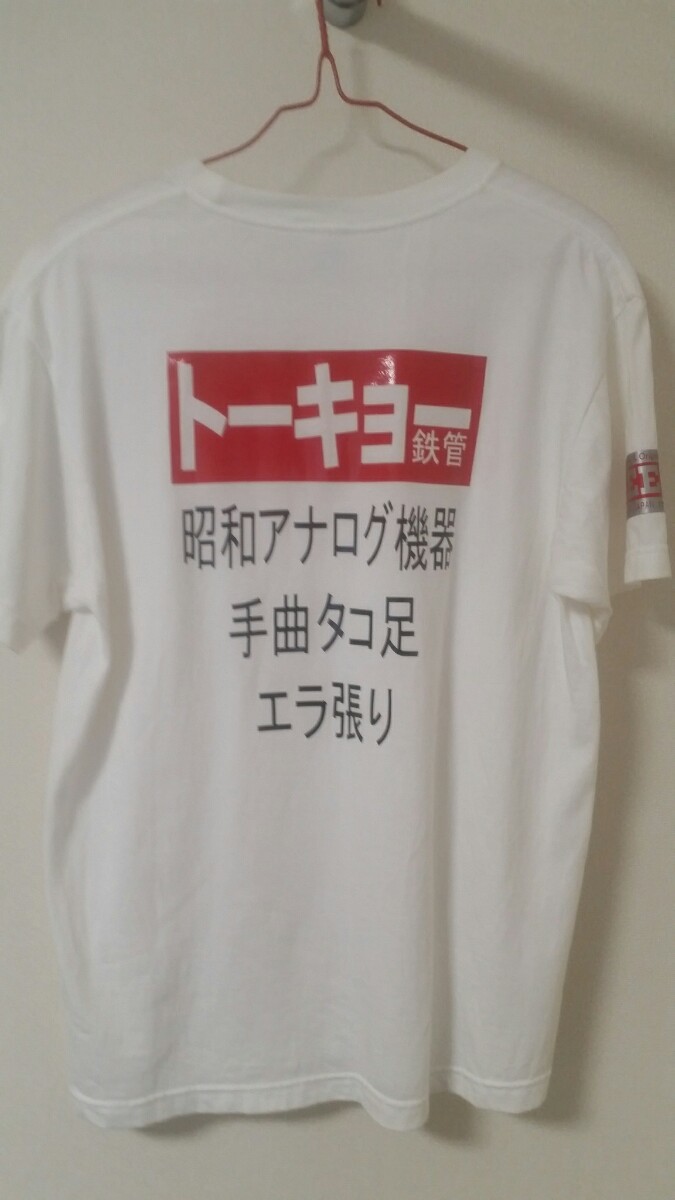 トーキョー鉄管
昭和アナログ機器
手曲タコ足
エラ張り